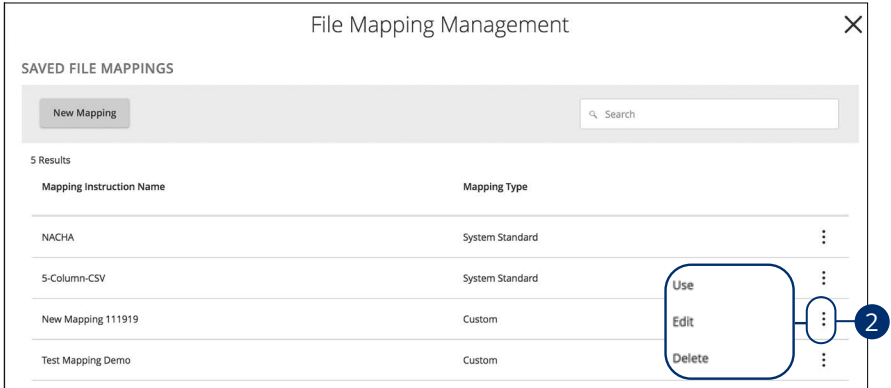 File Mapping Management
SAVED FILE MAPPINGS
New Mapping
Search
5 Results
Mapping Instruction Name Mapping Type
NACHA System Standard
5-Column-CSV System Standard
Use
New Mapping 111919 Custom Edit 2
Test Mapping Demo Custom Delete